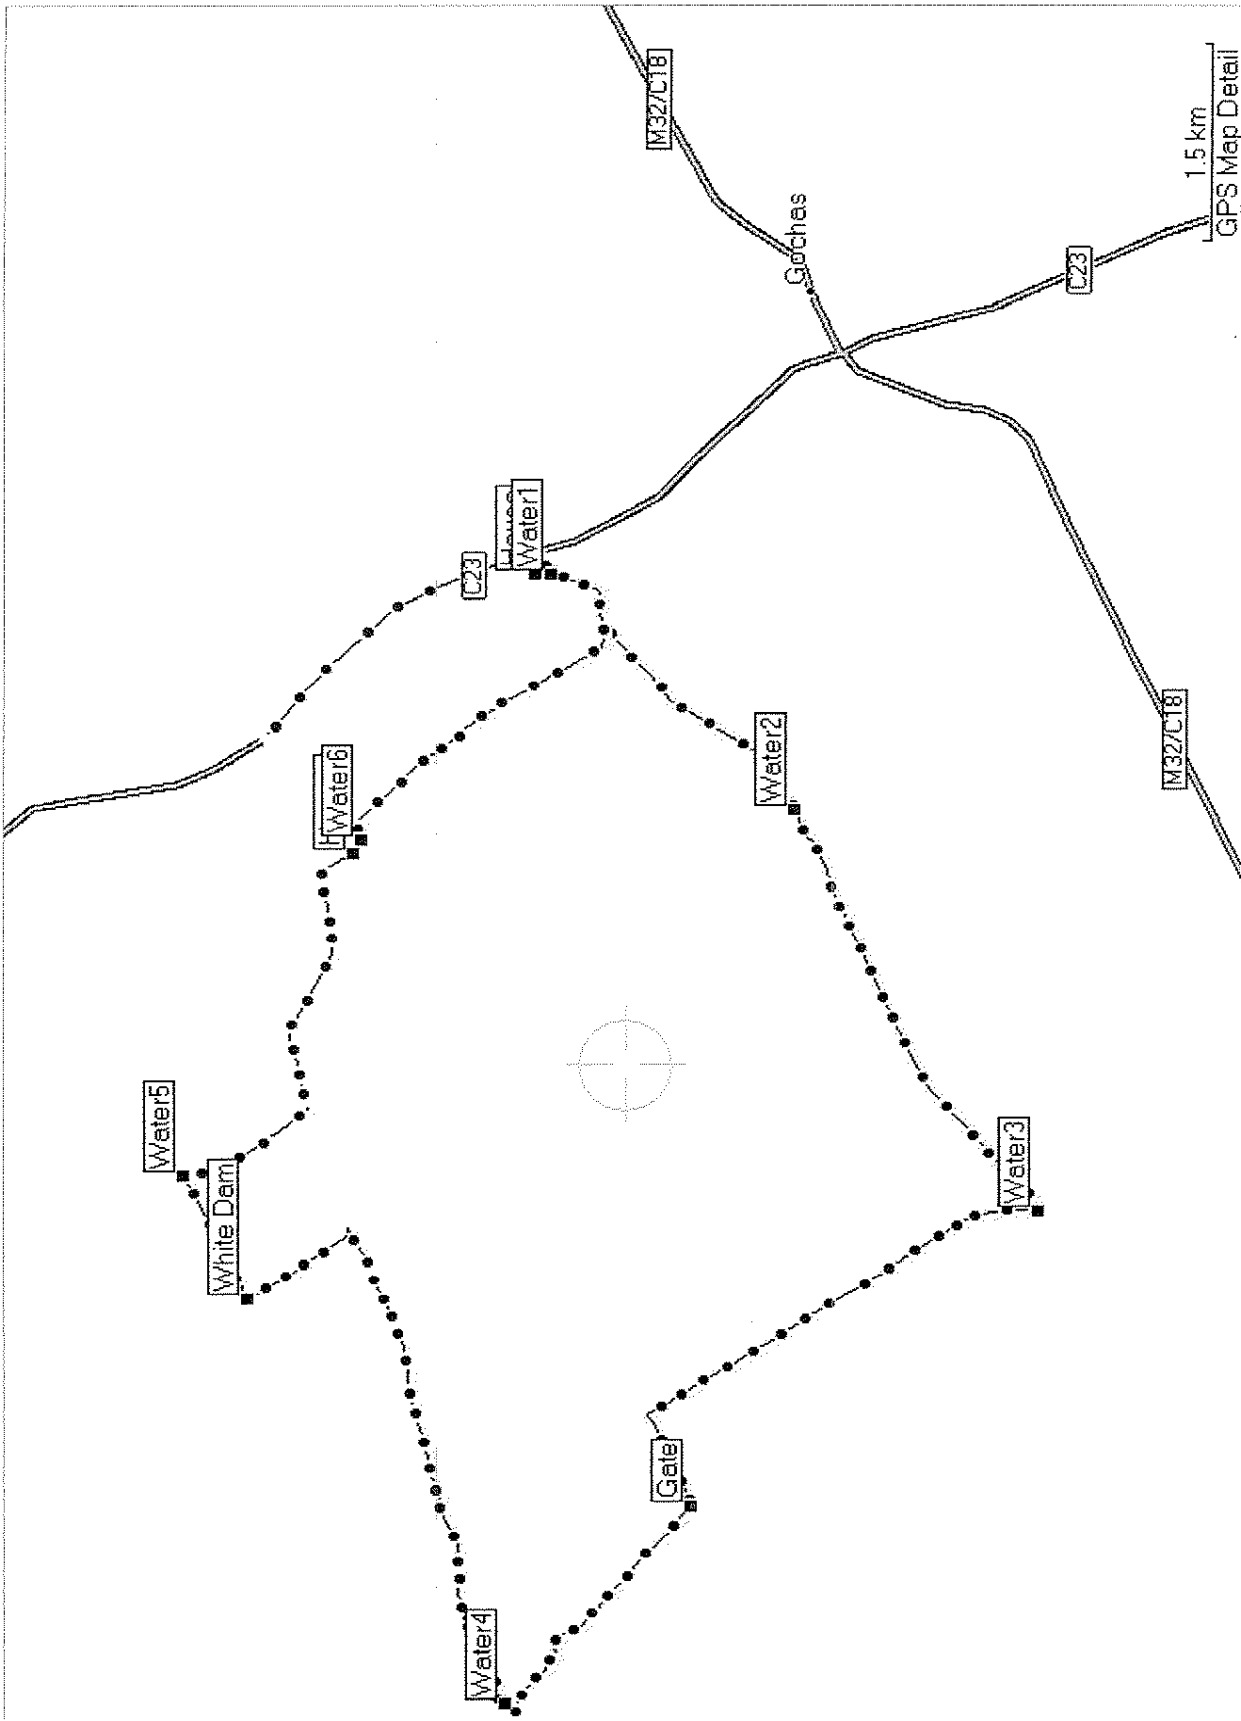 Water4
Gate
White Dam
Water5
Water3
Water6
Water2
Water1
C23
M32/C18
Gochas
C23
M32/C18
1.5 km
GPS Map Detail